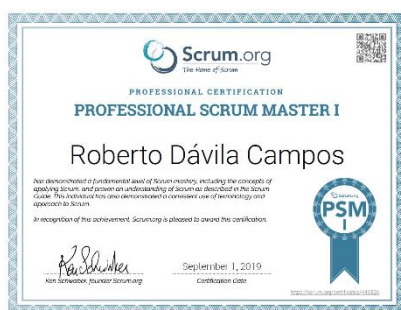 Scrum.org
The Home of Scrum
PROFESSIONAL CERTIFICATION
PROFESSIONAL SCRUM MASTER I
Roberto Dávila Campos
has demonstrated a fundamental level of Scrum mastery, including the concepts of
applying Scrum, and proven an understanding of Scrum as described in the Scrum
Guide. This individual has also demonstrated a consistent use of terminology and
approach to Scrum.
In recognition of this achievement, Scrum.org is pleased to award this certification.
Scrum.org
PSM
I
Ken Schwaber
September 1, 2019
Ken Schwaber, founder Scrum.org
Certification Date